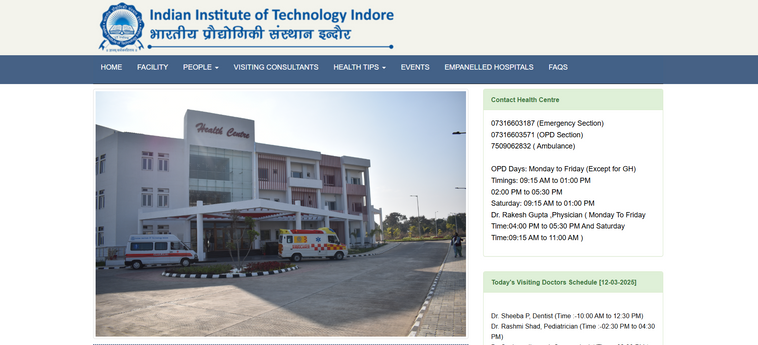 Indian Institute of Technology Indore
भारतीय प्रौद्योगिकी संस्थान इन्दौर
HOME FACILITY PEOPLE VISITING CONSULTANTS HEALTH TIPS EVENTS EMPANELLED HOSPITALS FAQS
Health Centre
AMBULANCE
Contact Health Centre
07316603187 (Emergency Section)
07316603571 (OPD Section)
7509062832 ( Ambulance)
OPD Days: Monday to Friday (Except for GH)
Timings: 09:15 AM to 01:00 PM
02:00 PM to 05:30 PM
Saturday: 09:15 AM to 01:00 PM
Dr. Rakesh Gupta ,Physician ( Monday To Friday
Time:04:00 PM to 05:30 PM And Saturday
Time:09:15 AM to 11:00 AM )
Today's Visiting Doctors Schedule [12-03-2025]
Dr. Sheeba P, Dentist (Time :-10:00 AM to 12:30 PM)
Dr. Rashmi Shad, Pediatrician (Time :-02:30 PM to 04:30
PM)